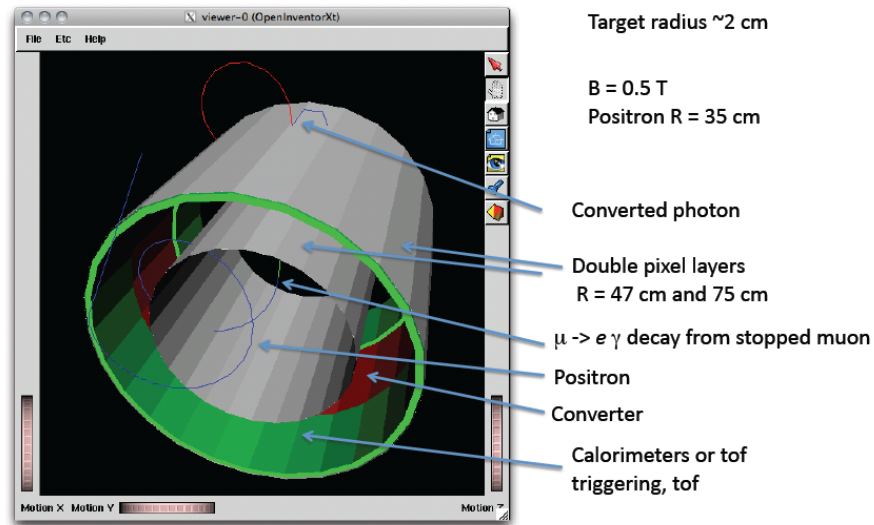 viewer-0 (OpenInventorXt)
File Etc Help
Target radius ~2 cm
B = 0.5 T
Positron R = 35 cm
Converted photon
Double pixel layers
R = 47 cm and 75 cm
μ -> e γ decay from stopped muon
Positron
Converter
Calorimeters or tof
triggering, tof
Motion X Motion Y